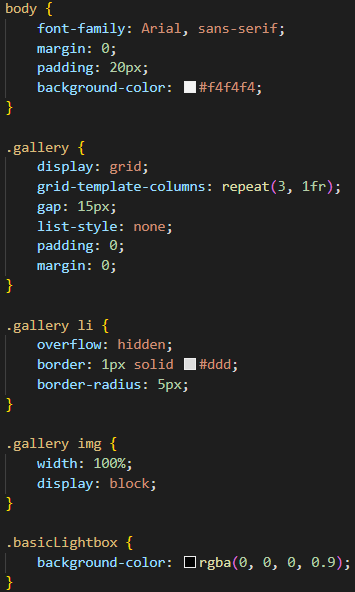 body {
    font-family: Arial, sans-serif;
    margin: 0;
    padding: 20px;
    background-color: #f4f4f4;
}

.gallery {
    display: grid;
    grid-template-columns: repeat(3, 1fr);
    gap: 15px;
    list-style: none;
    padding: 0;
    margin: 0;
}

.gallery li {
    overflow: hidden;
    border: 1px solid #ddd;
    border-radius: 5px;
}

.gallery img {
    width: 100%;
    display: block;
}

.basicLightbox {
    background-color: rgba(0, 0, 0, 0.9);
}